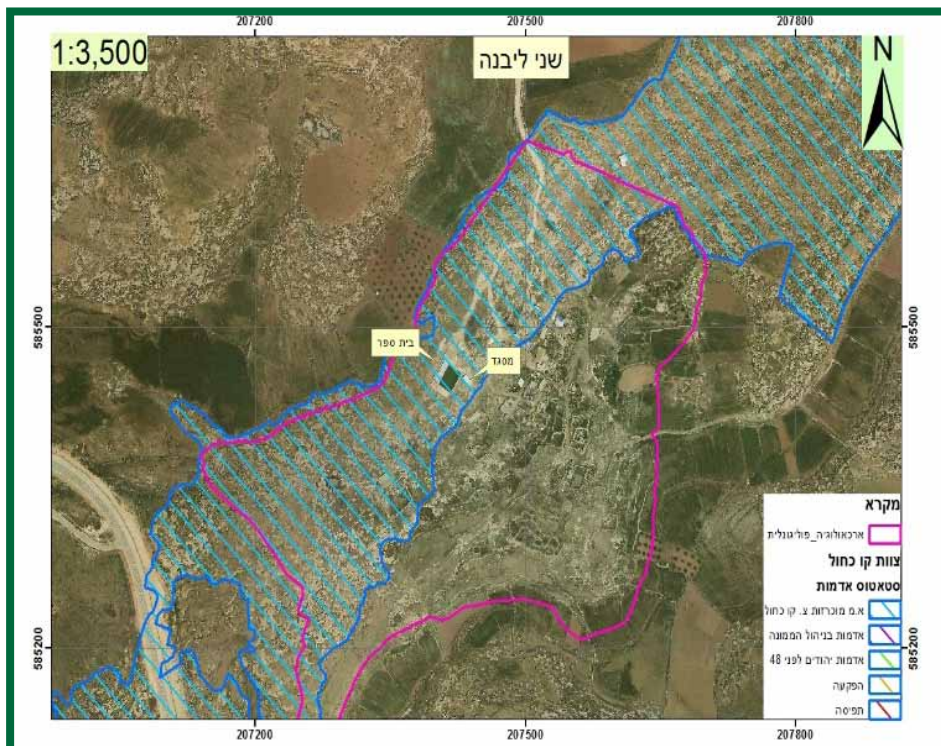 207200 207500 207800
1:3,500
שני ליבנה
N
585500 585500
בית ספר
מסגד
מקרא
ארכאולוגיה_פוליגונלית
צוות קו כחול
סטאטוס אדמות
א.מ מוכרזות צ. קו כחול
אדמות בניהול הממונה
אדמות יהודים לפני 48
הפקעה
תפיסה
585200 585200
207200 207500 207800